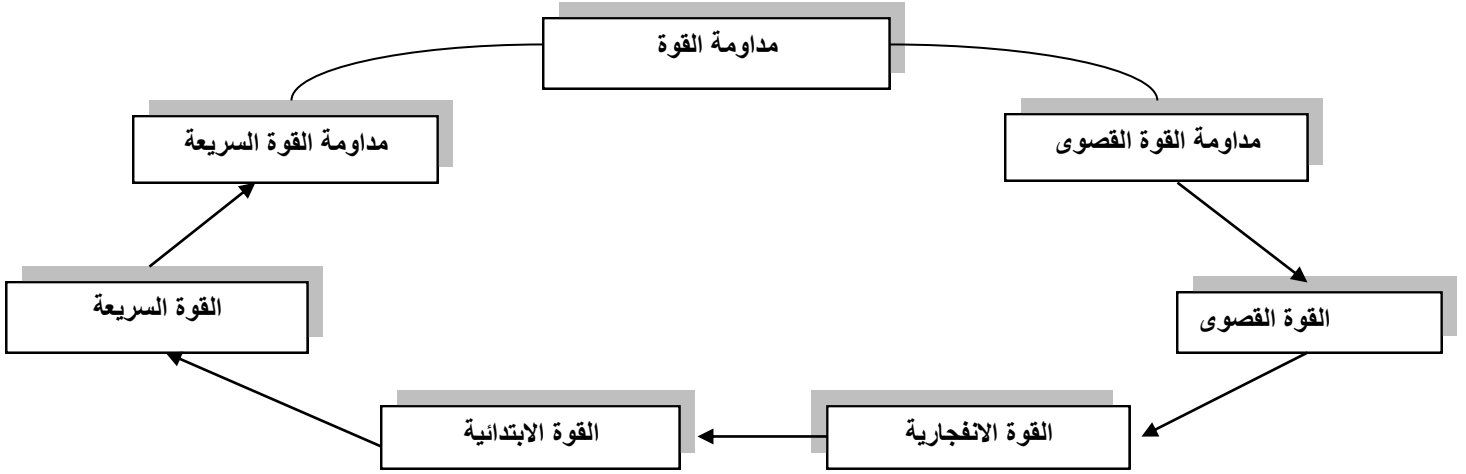 مداومة القوة
مداومة القوة القصوى
مداومة القوة السريعة
القوة القصوى
القوة السريعة
القوة الانفجارية
القوة الابتدائية